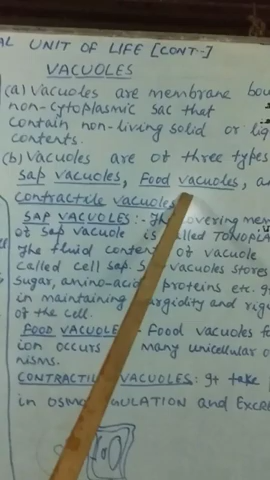 AL UNIT OF LIFE [CONT--]
VACUOLES
(a) Vacuoles are membrane bou
non-cytoplasmic sac that
contain non-living solid or liq
contents.
(b) Vacuoles are of three types
sap vacuoles, Food vacuoles, a
contractile vacuoles
SAP VACUOLES :- The covering mem
of sap vacuole is called TONOPLA
The fluid content of vacuole
called cell sap. vacuoles stores
sugar, amino-acid proteins etc. It
in maintaining turgidity and rig
of the cell.
FOOD VACUOLE - Food vacuoles fo
ion occurs many unicellular o
nisms.
CONTRACTIL VACUOLES: It take
in OSMO GULATION and EXCRE